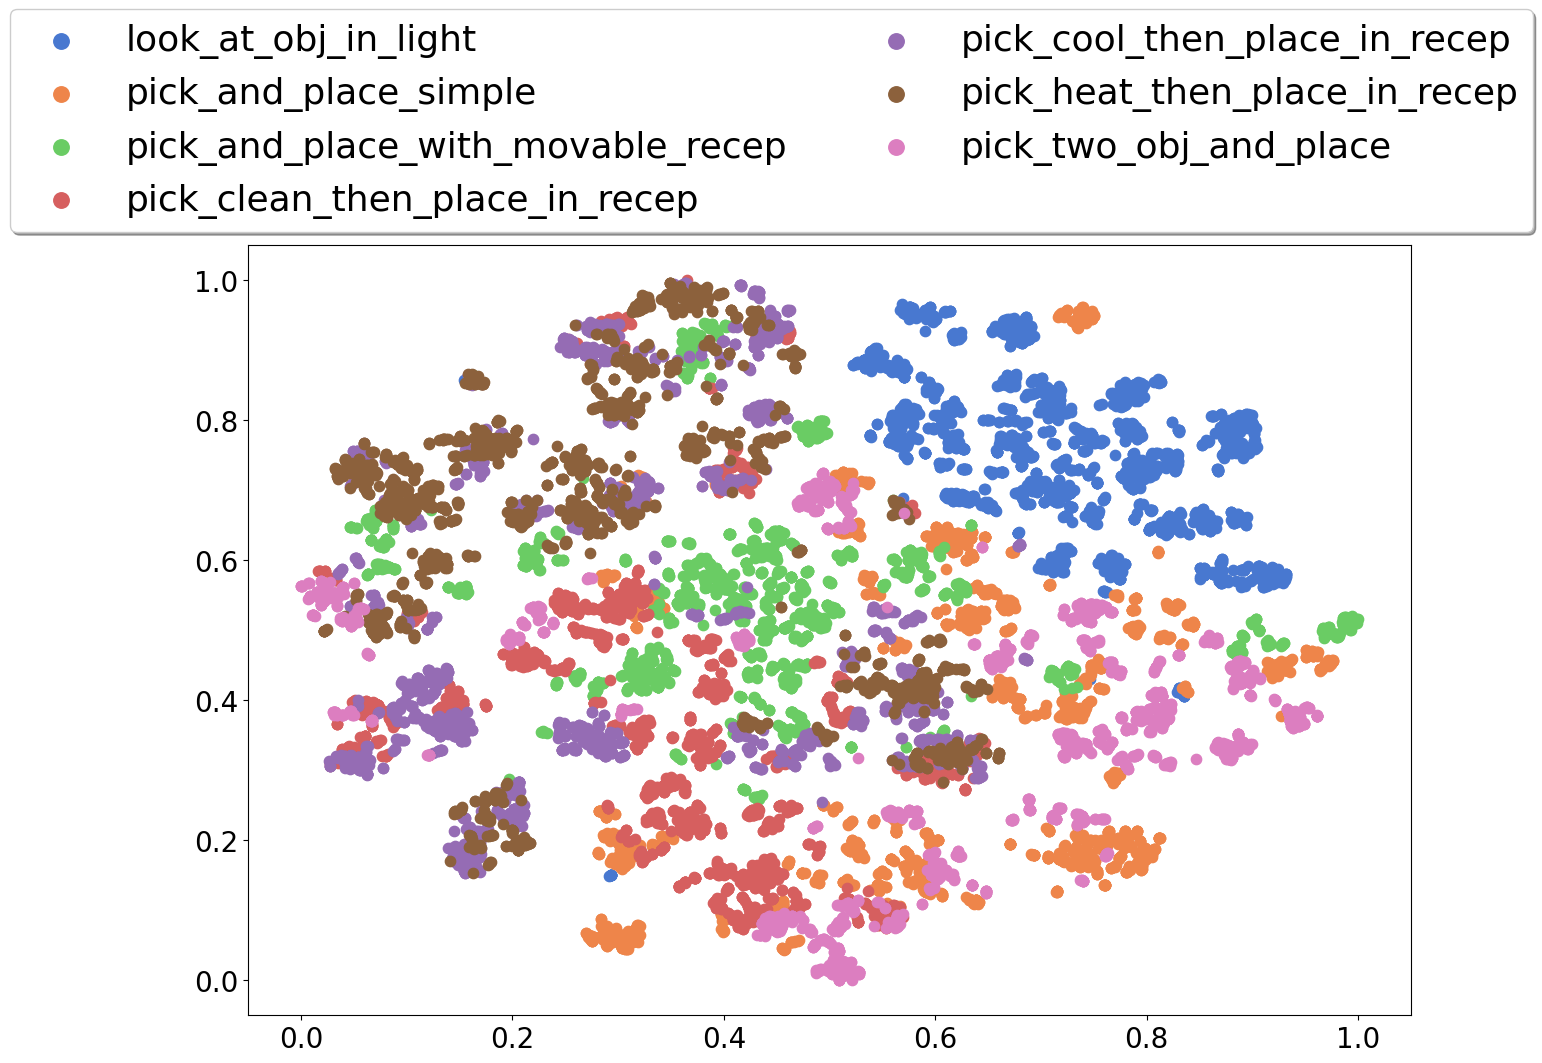 look_at_obj_in_light
pick_and_place_simple
pick_and_place_with_movable_recep
pick_clean_then_place_in_recep
pick_cool_then_place_in_recep
pick_heat_then_place_in_recep
pick_two_obj_and_place
1.0
0.8
0.6
0.4
0.2
0.0
0.0 0.2 0.4 0.6 0.8 1.0